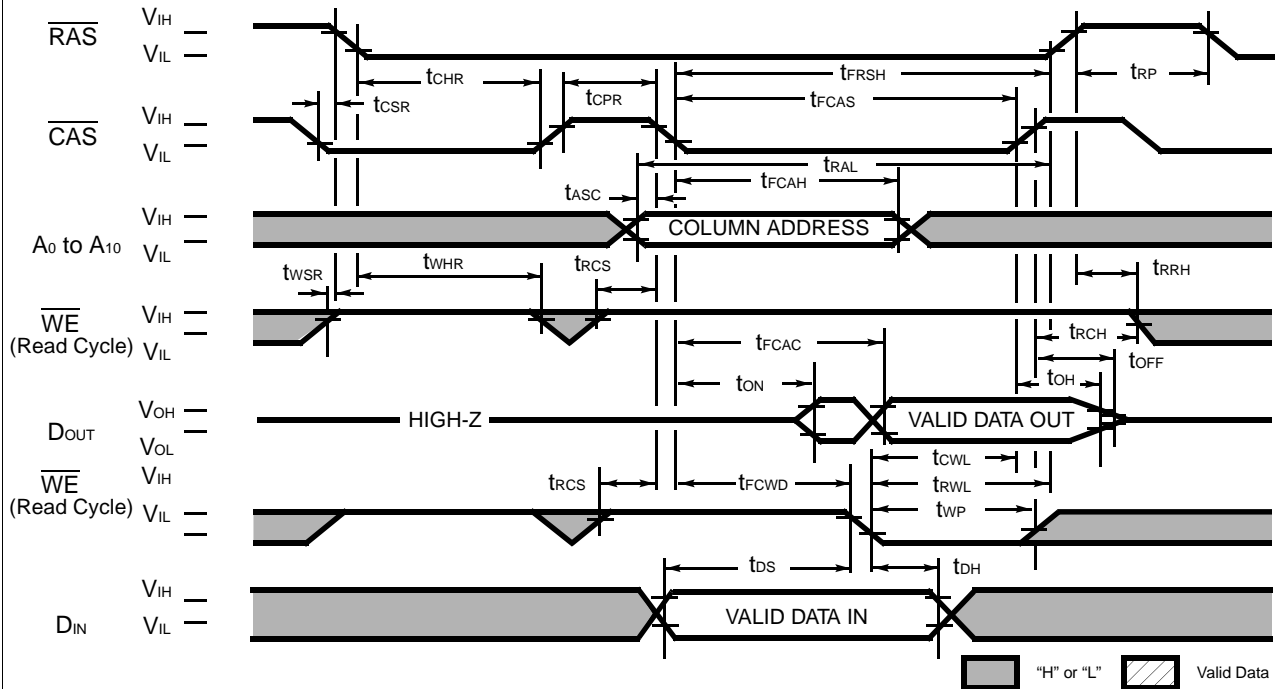 RAS VIH
VIL
tCHR tFRSH tRP
tCSR tCPR tFCAS
CAS VIH
VIL
tRAL
tASC tFCAH
A0 to A10 VIH
VIL
COLUMN ADDRESS
tWSR tWHR tRCS tRRH
WE VIH
(Read Cycle) VIL
tRCH
tFCAC tOFF
tON tOH
DOUT VOH
VOL
HIGH-Z VALID DATA OUT
tCWL
WE VIH
(Read Cycle) VIL
tRCS tFCWD tRWL
tWP
tDS tDH
DIN VIH
VIL
VALID DATA IN
“H” or “L” Valid Data